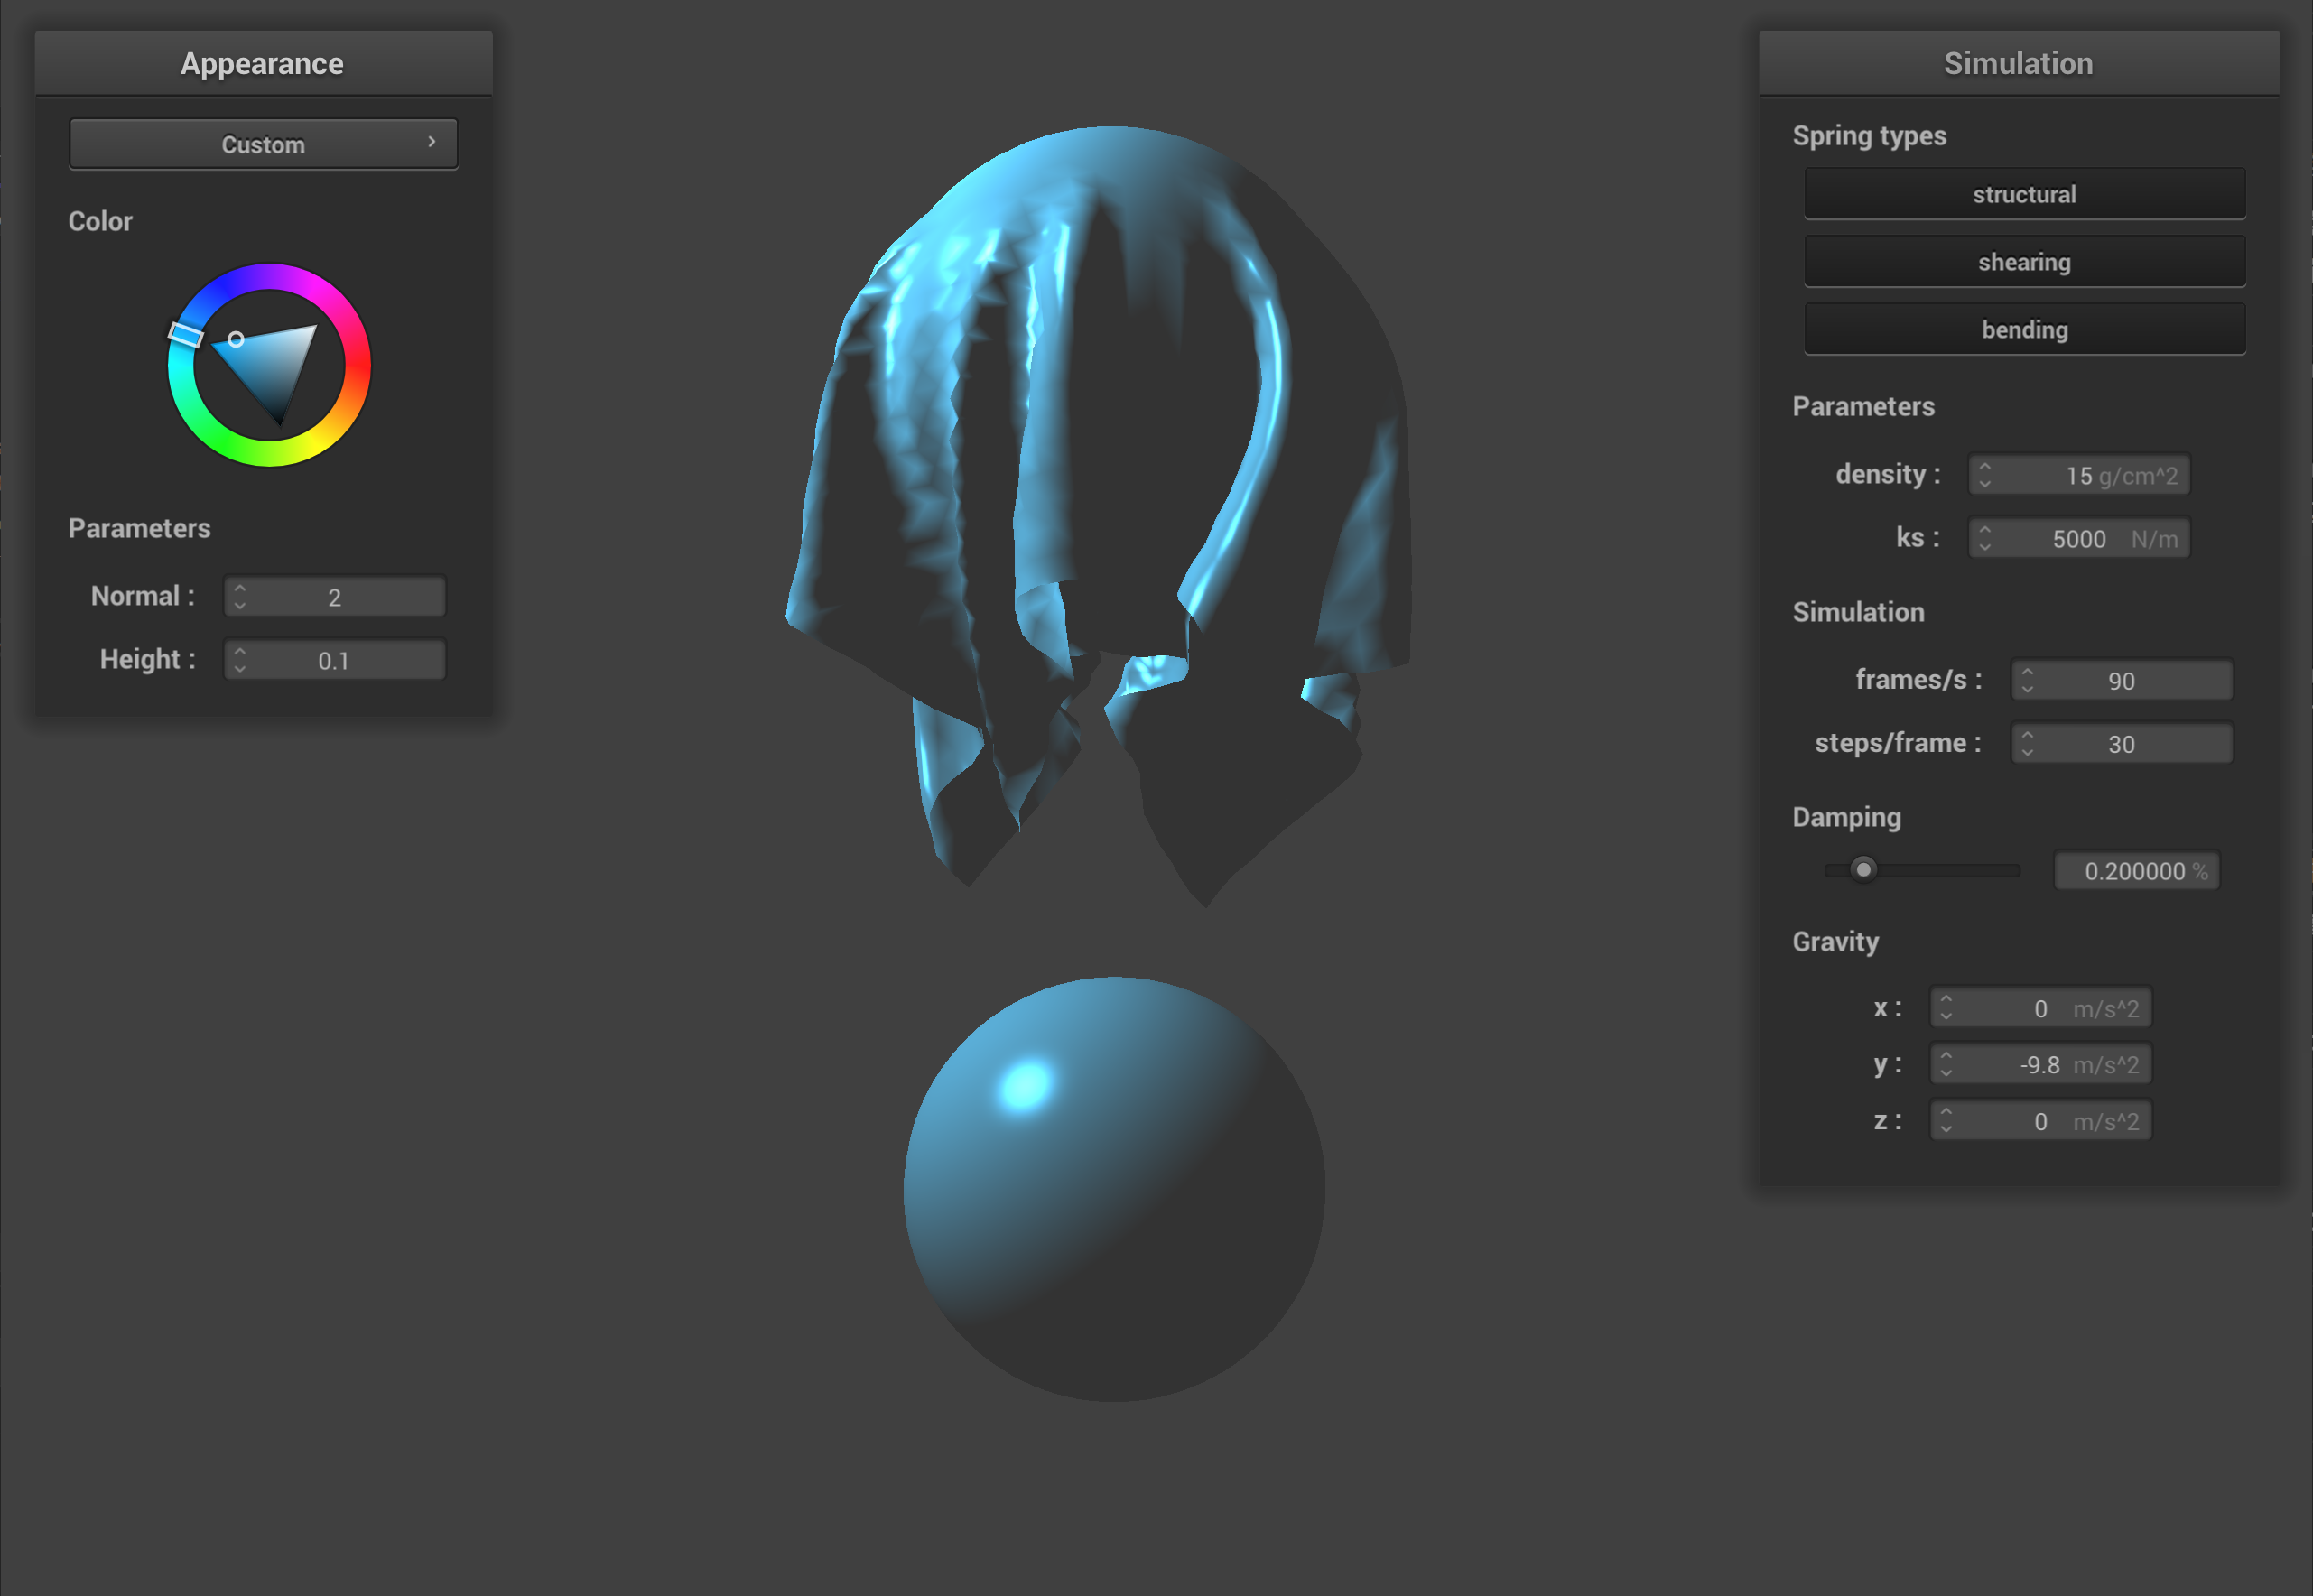 Appearance
Custom
Color
Parameters
Normal : 2
Height : 0.1
Simulation
Spring types
structural
shearing
bending
Parameters
density : 15 g/cm^2
ks : 5000 N/m
Simulation
frames/s : 90
steps/frame : 30
Damping
0.200000 %
Gravity
x : 0 m/s^2
y : -9.8 m/s^2
z : 0 m/s^2